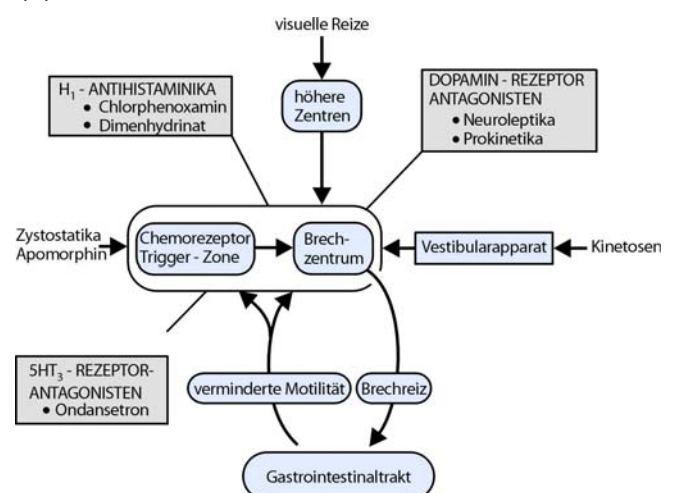 visuelle Reize
H1 - ANTIHISTAMINIKA
• Chlorphenoxamin
• Dimenhydrinat
höhere
Zentren
DOPAMIN - REZEPTOR
ANTAGONISTEN
• Neuroleptika
• Prokinetika
Zystostatika
Apomorphin
Chemorezeptor
Trigger - Zone
Brech-
zentrum
Vestibularapparat
Kinetosen
5HT3 - REZEPTOR-
ANTAGONISTEN
• Ondansetron
verminderte Motilität
Brechreiz
Gastrointestinaltrakt